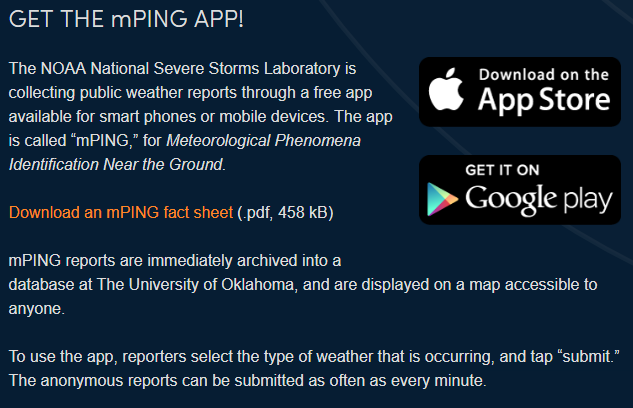 GET THE mPING APP!
The NOAA National Severe Storms Laboratory is
collecting public weather reports through a free app
available for smart phones or mobile devices. The app
is called “mPING,” for Meteorological Phenomena
Identification Near the Ground.
Download on the
App Store
GET IT ON
Google play
Download an mPING fact sheet (.pdf, 458 kB)
mPING reports are immediately archived into a
database at The University of Oklahoma, and are displayed on a map accessible to
anyone.
To use the app, reporters select the type of weather that is occurring, and tap “submit.”
The anonymous reports can be submitted as often as every minute.